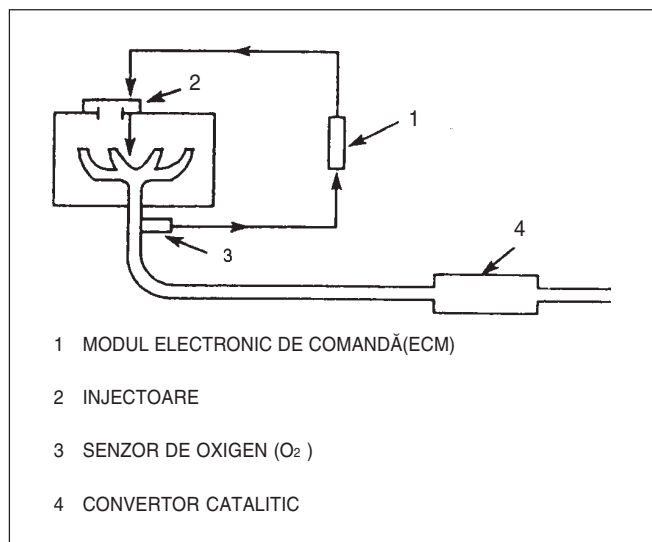 2
1
3
4
1 MODUL ELECTRONIC DE COMANDĂ(ECM)
2 INJECTOARE
3 SENZOR DE OXIGEN (O₂ )
4 CONVERTOR CATALITIC